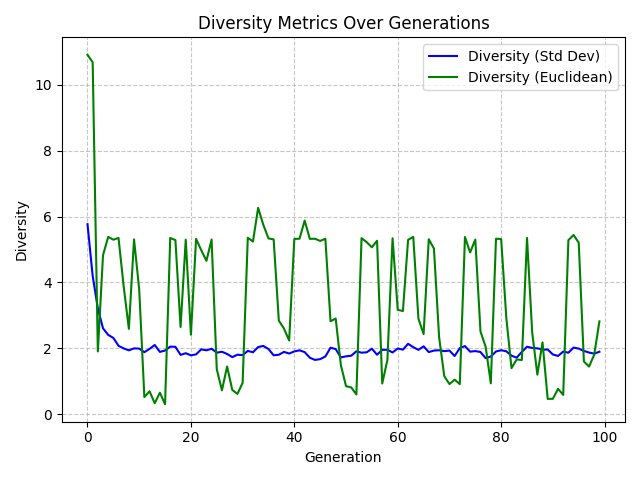 Diversity Metrics Over Generations
Diversity (Std Dev)
Diversity (Euclidean)
Diversity
10
8
6
4
2
0
0 20 40 60 80 100
Generation